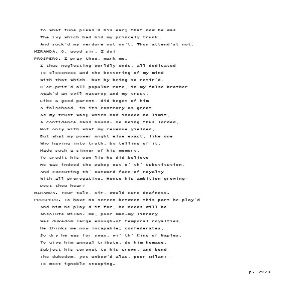 To what tune pleas'd his ear; that now he was
The ivy which had hid my princely trunk,
And suck'd my verdure out on't. Thou attend'st not.
MIRANDA. O, good sir, I do!
PROSPERO. I pray thee, mark me.
I thus neglecting worldly ends, all dedicated
To closeness and the bettering of my mind
With that which, but by being so retir'd,
O'er-priz'd all popular rate, in my false brother
Awak'd an evil nature; and my trust,
Like a good parent, did beget of him
A falsehood, in its contrary as great
As my trust was; which had indeed no limit,
A confidence sans bound. He being thus lorded,
Not only with what my revenue yielded,
But what my power might else exact, like one
Who having into truth, by telling of it,
Made such a sinner of his memory,
To credit his own lie he did believe
He was indeed the Duke; out o' th' substitution,
And executing th' outward face of royalty
With all prerogative. Hence his ambition growing
Dost thou hear?
MIRANDA. Your tale, sir, would cure deafness.
PROSPERO. To have no screen between this part he play'd
And him he play'd it for, he needs will be
Absolute Milan. Me, poor man my library
Was dukedom large enough of temporal royalties
He thinks me now incapable; confederates,
So dry he was for sway, wi' th' King of Naples,
To give him annual tribute, do him homage,
Subject his coronet to his crown, and bend
The dukedom, yet unbow'd alas, poor Milan!
To most ignoble stooping.